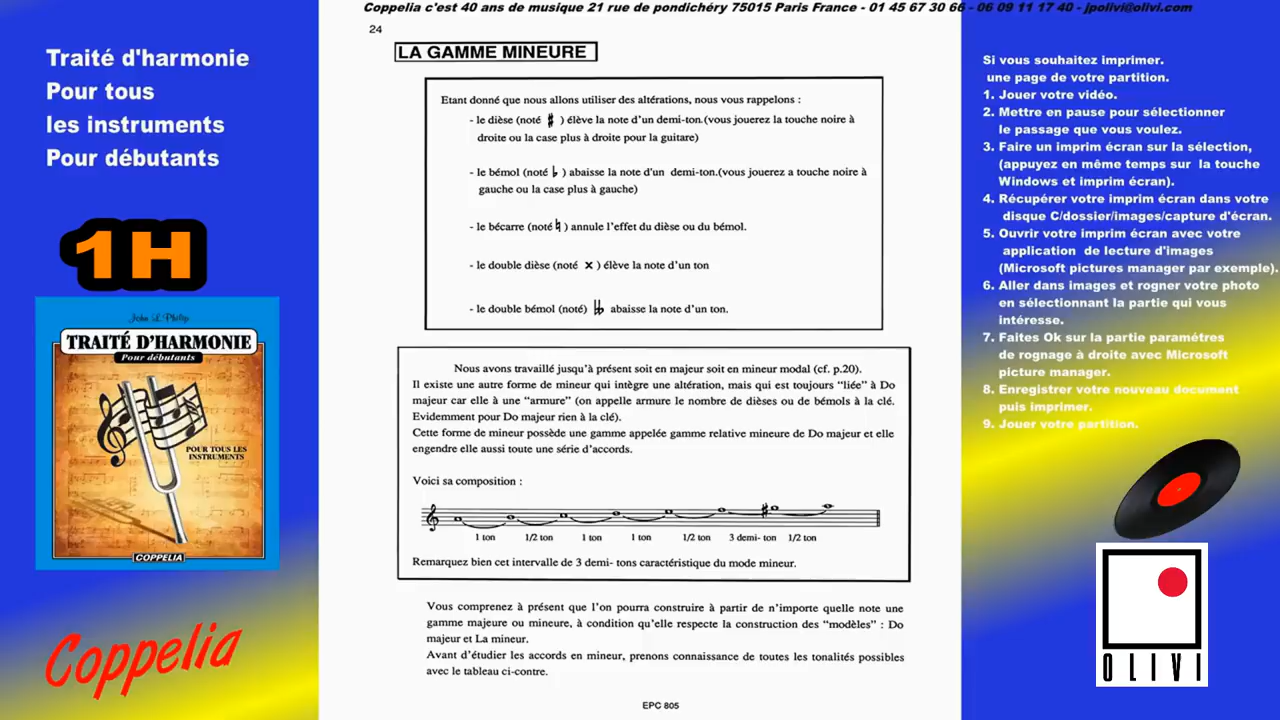 Coppelia c'est 40 ans de musique 21 rue de pondichéry 75015 Paris France - 01 45 67 30 66 - 06 09 11 17 40 - jpolivi@olivi.com
Traité d'harmonie
Pour tous
les instruments
Pour débutants
1H
John L. Philip
TRAITÉ D'HARMONIE
Pour débutants
POUR TOUS LES
INSTRUMENTS
COPPELIA
Coppelia
24
LA GAMME MINEURE
Etant donné que nous allons utiliser des altérations, nous vous rappelons :
- le dièse (noté ♯ ) élève la note d'un demi-ton.(vous jouerez la touche noire à
droite ou la case plus à droite pour la guitare)
- le bémol (noté ♭ ) abaisse la note d'un demi-ton.(vous jouerez a touche noire à
gauche ou la case plus à gauche)
- le bécarre (noté ♮ ) annule l'effet du dièse ou du bémol.
- le double dièse (noté × ) élève la note d'un ton
- le double bémol (noté) ♭♭ abaisse la note d'un ton.
Nous avons travaillé jusqu'à présent soit en majeur soit en mineur modal (cf. p.20).
Il existe une autre forme de mineur qui intègre une altération, mais qui est toujours "liée" à Do
majeur car elle à une "armure" (on appelle armure le nombre de dièses ou de bémols à la clé.
Evidemment pour Do majeur rien à la clé).
Cette forme de mineur possède une gamme appelée gamme relative mineure de Do majeur et elle
engendre elle aussi toute une série d'accords.
Voici sa composition :
1 ton 1/2 ton 1 ton 1 ton 1/2 ton 3 demi- ton 1/2 ton
Remarquez bien cet intervalle de 3 demi- tons caractéristique du mode mineur.
Vous comprenez à présent que l'on pourra construire à partir de n'importe quelle note une
gamme majeure ou mineure, à condition qu'elle respecte la construction des "modèles" : Do
majeur et La mineur.
Avant d'étudier les accords en mineur, prenons connaissance de toutes les tonalités possibles
avec le tableau ci-contre.
EPC 805
Si vous souhaitez imprimer.
une page de votre partition.
1. Jouer votre vidéo.
2. Mettre en pause pour sélectionner
le passage que vous voulez.
3. Faire un imprim écran sur la sélection,
(appuyez en même temps sur la touche
Windows et imprim écran).
4. Récupérer votre imprim écran dans votre
disque C/dossier/images/capture d'écran.
5. Ouvrir votre imprim écran avec votre
application de lecture d'images
(Microsoft pictures manager par exemple).
6. Aller dans images et rogner votre photo
en sélectionnant la partie qui vous
intéresse.
7. Faites Ok sur la partie paramétres
de rognage à droite avec Microsoft
picture manager.
8. Enregistrer votre nouveau document
puis imprimer.
9. Jouer votre partition.
OLIVI